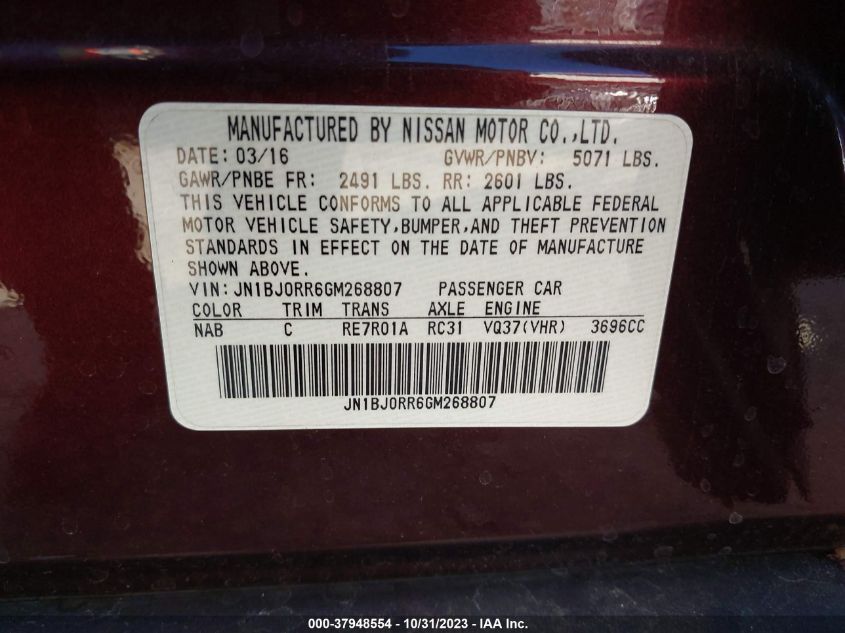 MANUFACTURED BY NISSAN MOTOR CO.,LTD.
DATE: 03/16 GVWR/PNBV: 5071 LBS.
GAWR/PNBE FR: 2491 LBS. RR: 2601 LBS.
THIS VEHICLE CONFORMS TO ALL APPLICABLE FEDERAL
MOTOR VEHICLE SAFETY,BUMPER,AND THEFT PREVENTION
STANDARDS IN EFFECT ON THE DATE OF MANUFACTURE
SHOWN ABOVE.
VIN: JN1BJ0RR6GM268807 PASSENGER CAR
COLOR TRIM TRANS AXLE ENGINE
NAB C RE7R01A RC31 VQ37(VHR) 3696CC
JN1BJ0RR6GM268807
000-37948554 - 10/31/2023 - IAA Inc.